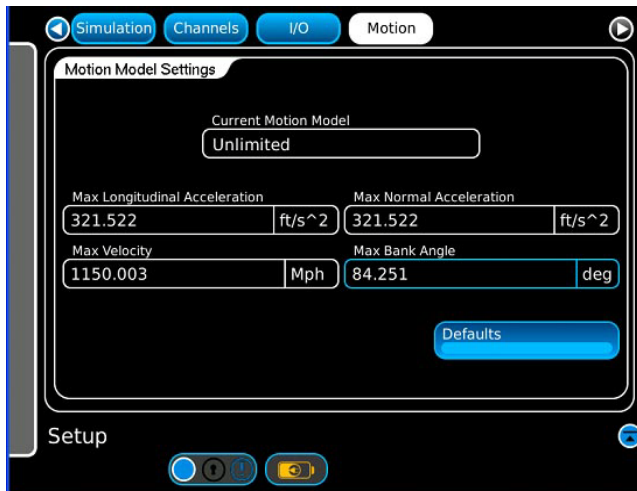 Simulation Channels I/O Motion
Motion Model Settings
Current Motion Model
Unlimited
Max Longitudinal Acceleration Max Normal Acceleration
321.522 ft/s^2 321.522 ft/s^2
Max Velocity Max Bank Angle
1150.003 Mph 84.251 deg
Defaults
Setup